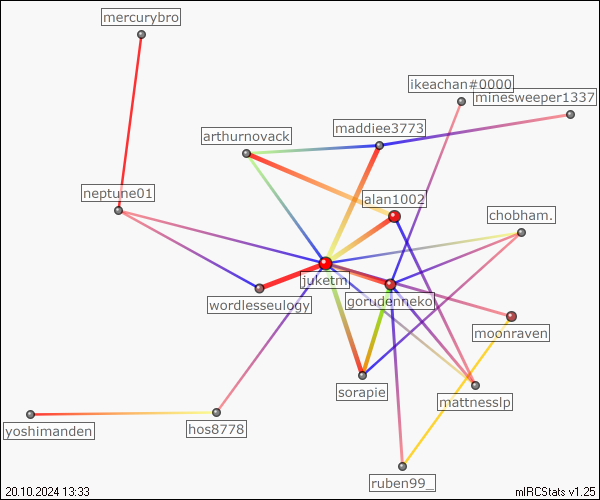 mercurybro
ikeachan#0000
minesweeper1337
maddiee3773
arthurnovack
neptune01
alan1002
chobham.
juketm
gorudenneko
wordlesseulogy
moonraven
sorapie
mattnesslp
hos8778
yoshimanden
ruben99_
20.10.2024 13:33
mIRCStats v1.25